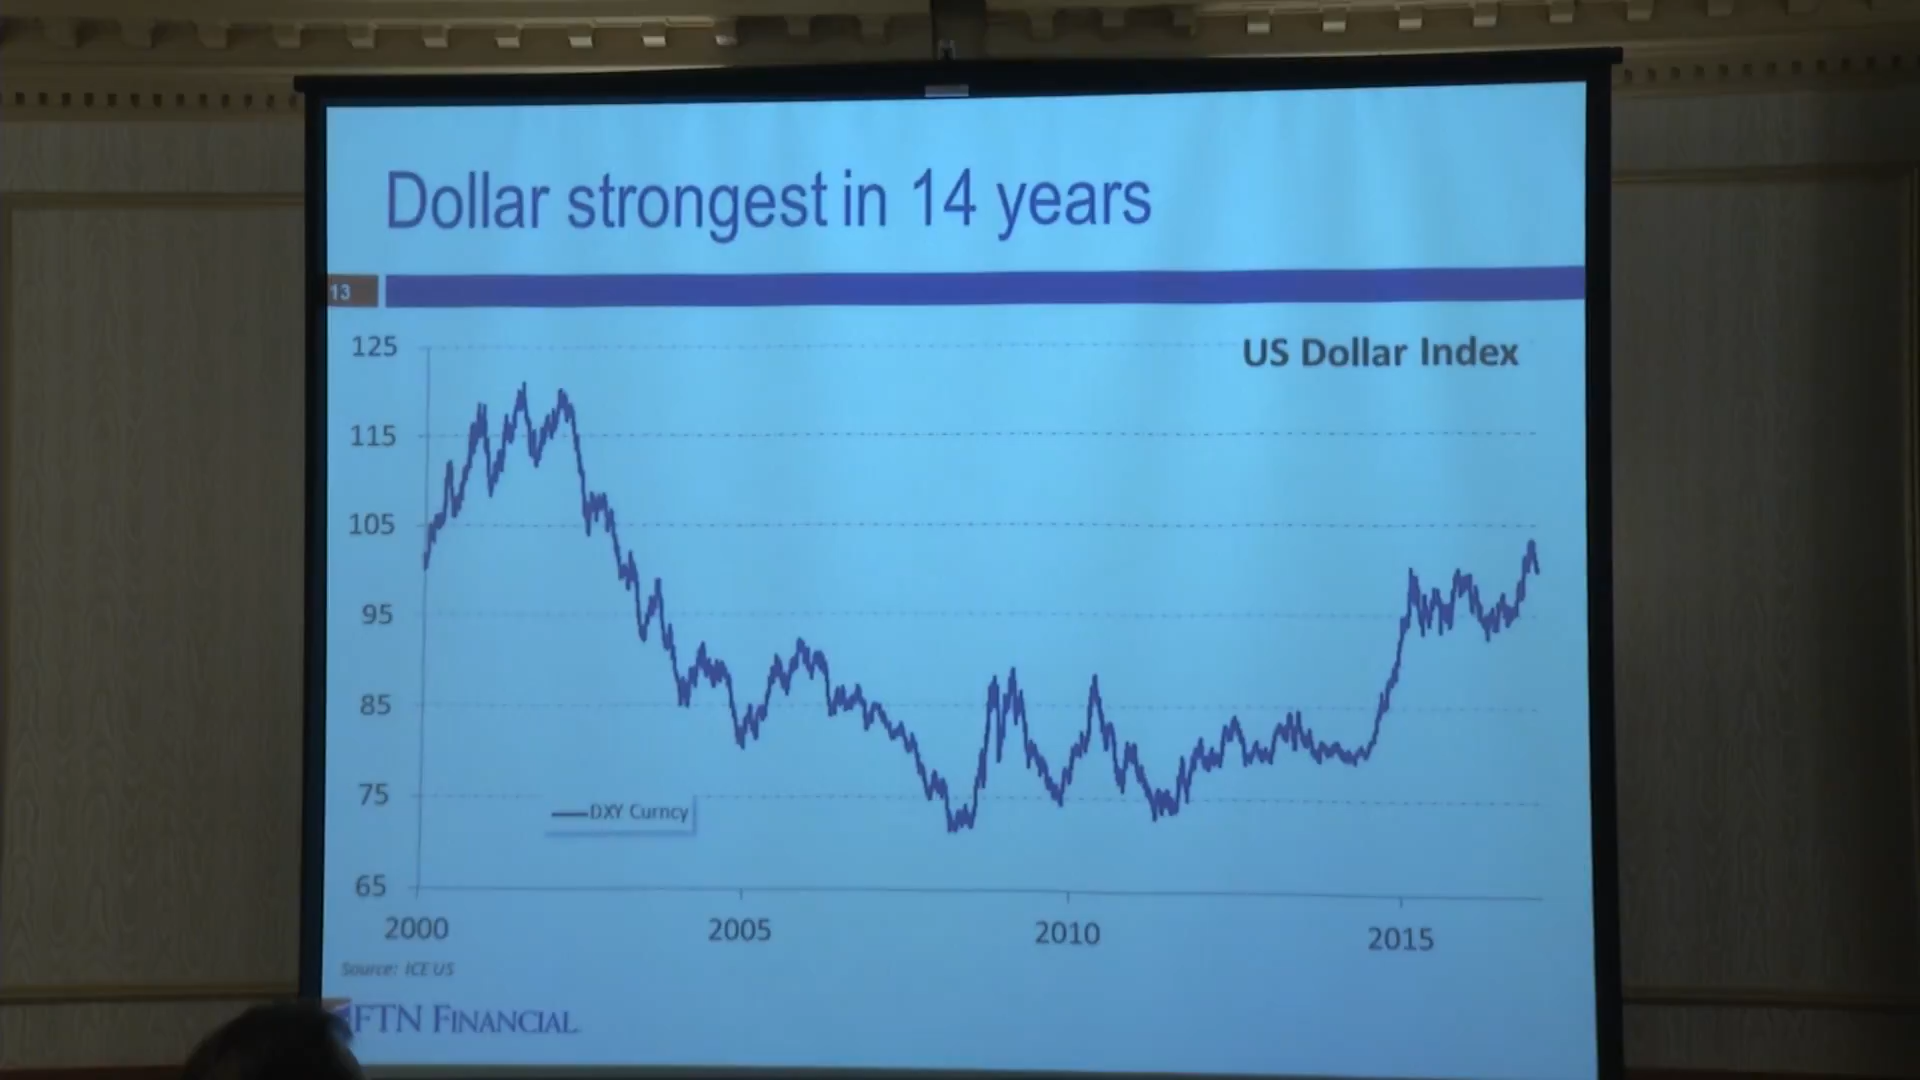 Dollar strongest in 14 years
13
US Dollar Index
125
115
105
95
85
75
65
DXY Curncy
2000 2005 2010 2015
Source: ICE US
FTN FINANCIAL